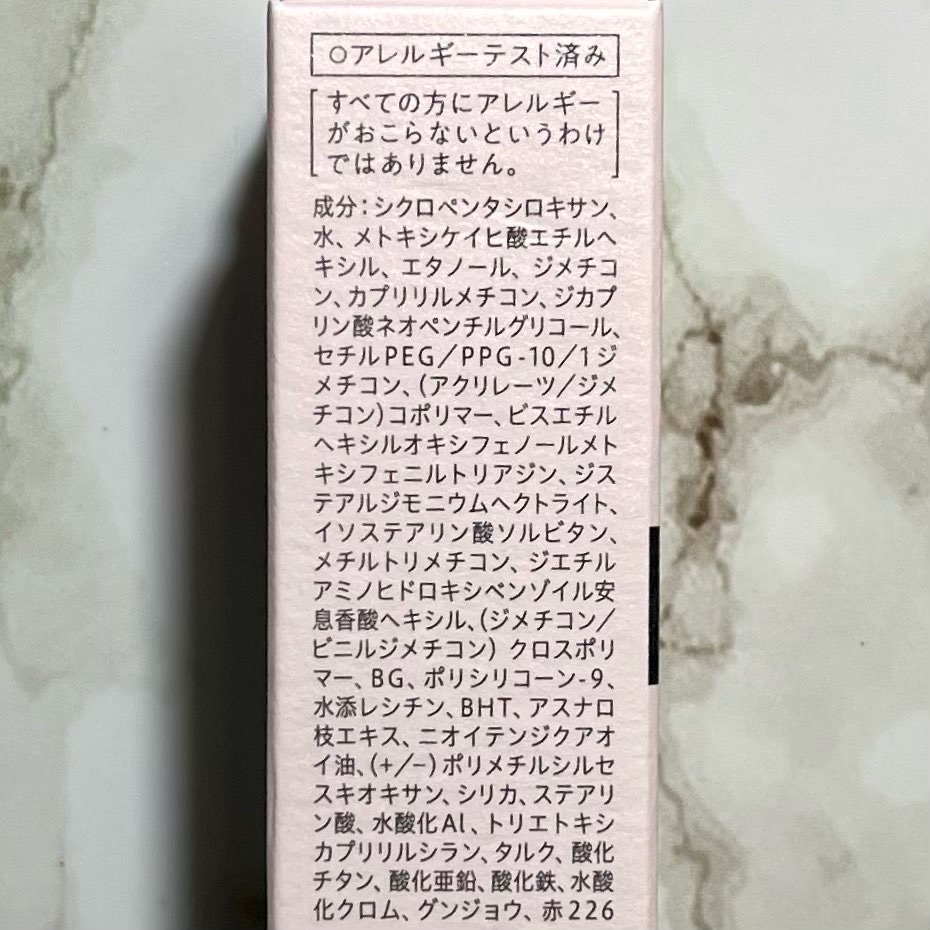 ○アレルギーテスト済み
すべての方にアレルギー
がおこらないというわけ
ではありません。
成分：シクロペンタシロキサン、
水、メトキシケイヒ酸エチルヘ
キシル、エタノール、ジメチコ
ン、カプリリルメチコン、ジカプ
リン酸ネオペンチルグリコール、
セチルPEG／PPG-10／1ジ
メチコン、（アクリレーツ／ジメ
チコン）コポリマー、ビスエチル
ヘキシルオキシフェノールメト
キシフェニルトリアジン、ジス
テアルジモニウムヘクトライト、
イソステアリン酸ソルビタン、
メチルトリメチコン、ジエチル
アミノヒドロキシベンゾイル安
息香酸ヘキシル、（ジメチコン／
ビニルジメチコン）クロスポリ
マー、BG、ポリシリコーン-9、
水添レシチン、BHT、アスナロ
枝エキス、ニオイテンジクアオ
イ油、（+／−）ポリメチルシルセ
スキオキサン、シリカ、ステアリ
ン酸、水酸化Al、トリエトキシ
カプリリルシラン、タルク、酸化
チタン、酸化亜鉛、酸化鉄、水酸
化クロム、グンジョウ、赤226